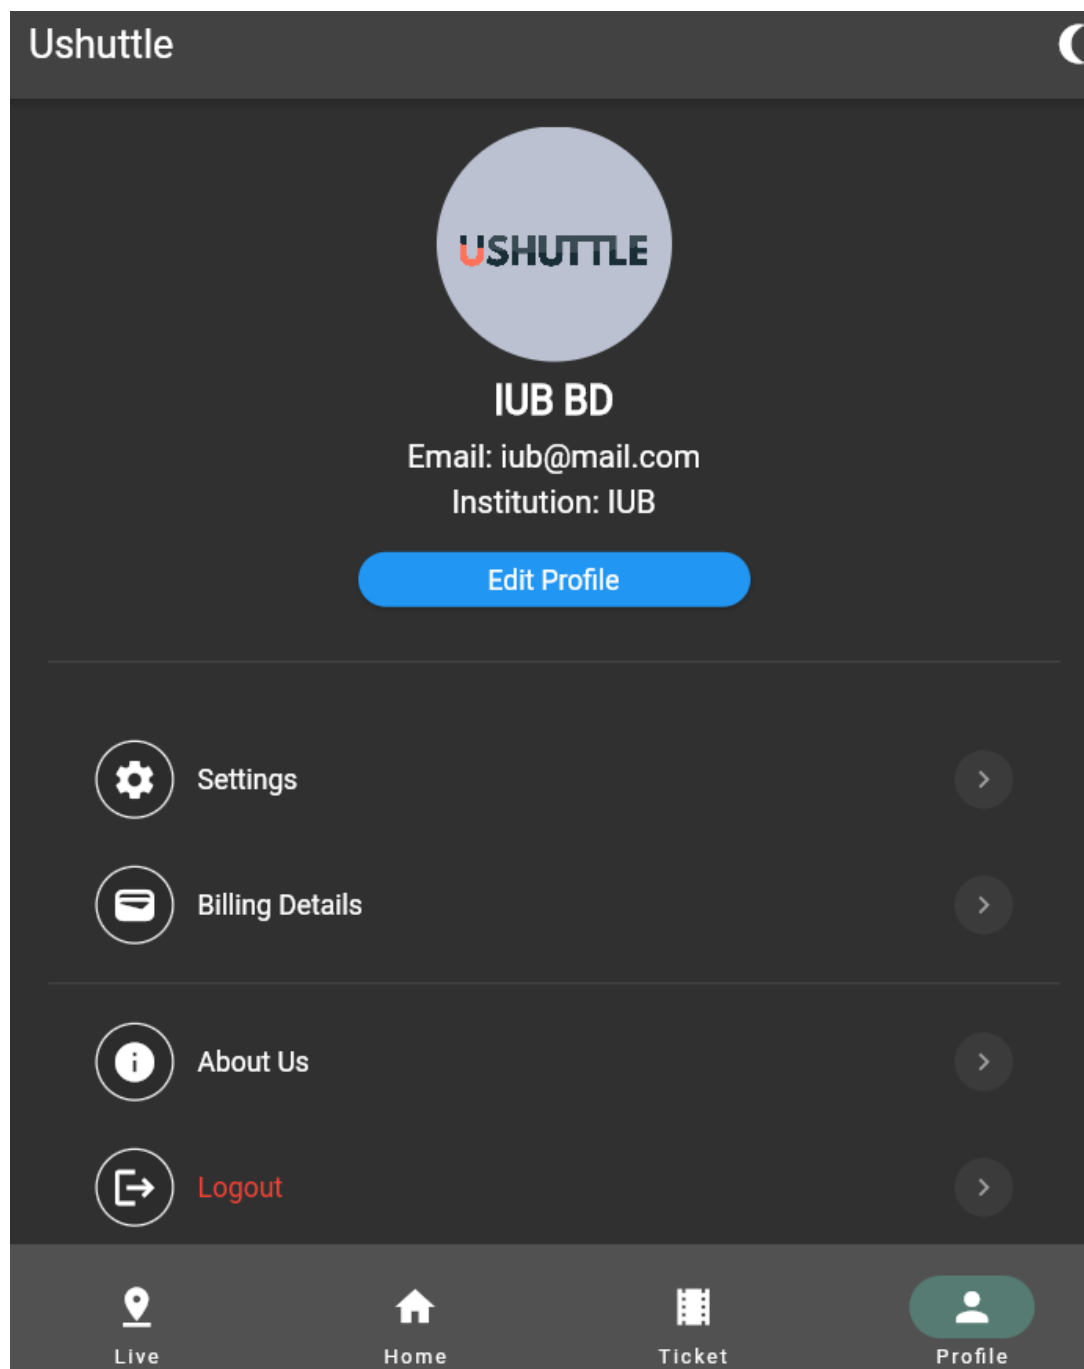 Ushuttle
USHUTTLE
IUB BD
Email: iub@mail.com
Institution: IUB
Edit Profile
Settings
Billing Details
About Us
Logout
Live
Home
Ticket
Profile